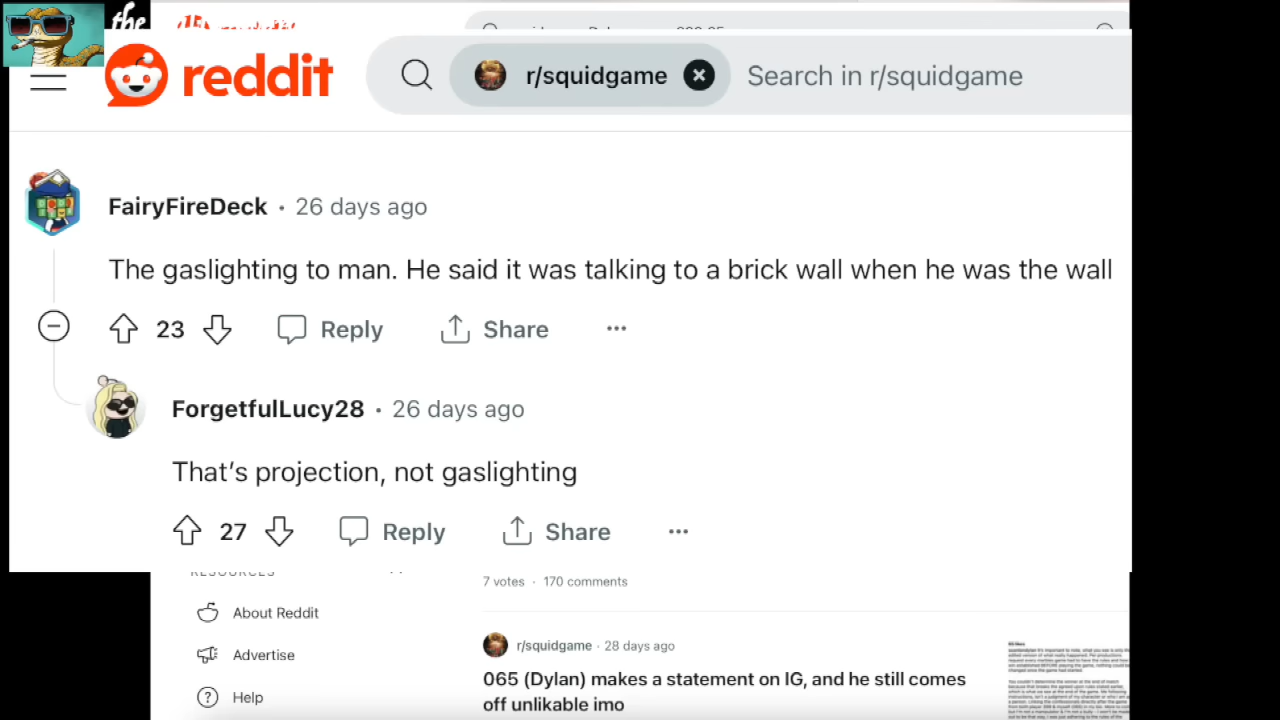 the
reddit
r/squidgame
Search in r/squidgame
FairyFireDeck • 26 days ago
The gaslighting to man. He said it was talking to a brick wall when he was the wall
23
Reply
Share
ForgetfulLucy28 • 26 days ago
That's projection, not gaslighting
27
Reply
Share
RESOURCES
7 votes · 170 comments
About Reddit
r/squidgame · 28 days ago
Advertise
065 (Dylan) makes a statement on IG, and he still comes
off unlikable imo
Help